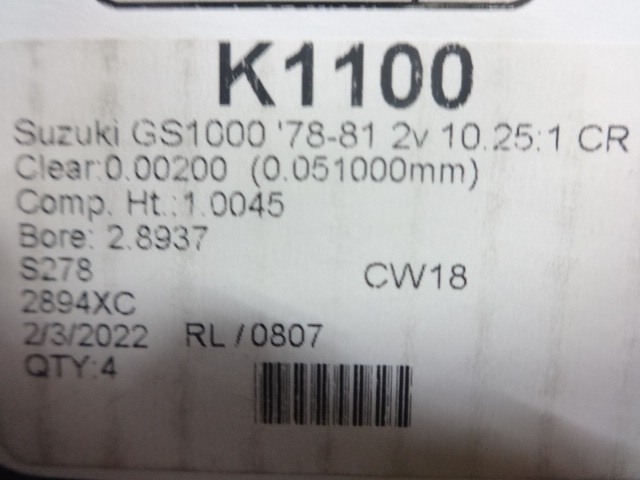 K1100
Suzuki GS1000 '78-81 2v 10.25:1 CR
Clear:0.00200 (0.051000mm)
Comp. Ht.:1.0045
Bore: 2.8937
S278 CW18
2894XC
2/3/2022 RL/0807
QTY:4